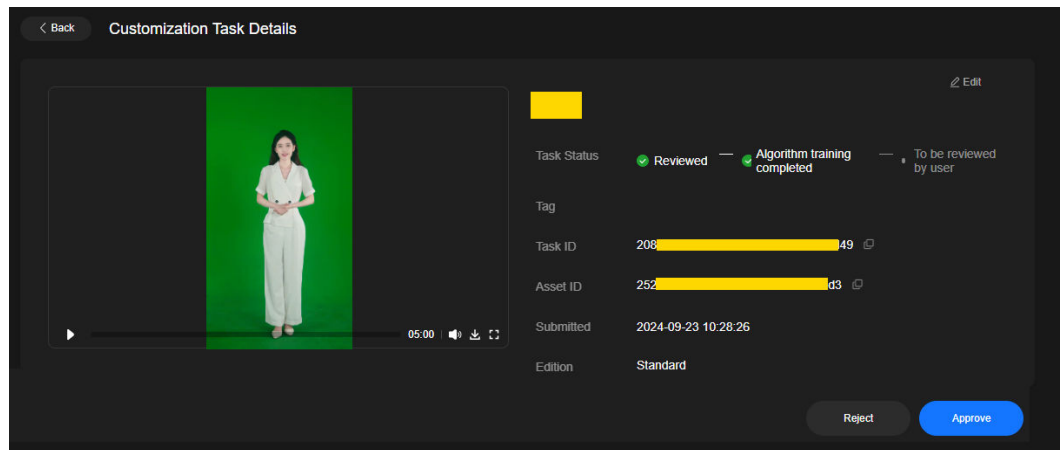 Back
Customization Task Details
Edit
Task Status
Reviewed
Algorithm training
completed
To be reviewed
by user
Tag
Task ID
208
49
Asset ID
252
d3
05:00
Submitted
2024-09-23 10:28:26
Edition
Standard
Reject
Approve